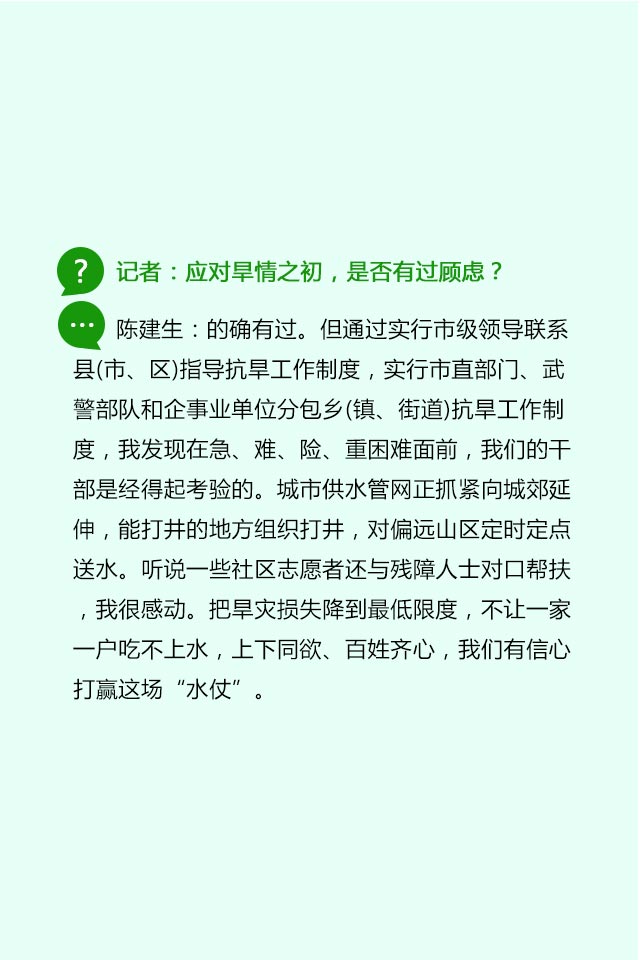 ?
记者：应对旱情之初，是否有过顾虑？
...
陈建生：的确有过。但通过实行市级领导联系
县(市、区)指导抗旱工作制度，实行市直部门、武
警部队和企事业单位分包乡(镇、街道)抗旱工作制
度，我发现在急、难、险、重困难面前，我们的干
部是经得起考验的。城市供水管网正抓紧向城郊延
伸，能打井的地方组织打井，对偏远山区定时定点
送水。听说一些社区志愿者还与残障人士对口帮扶
，我很感动。把旱灾损失降到最低限度，不让一家
一户吃不上水，上下同欲、百姓齐心，我们有信心
打赢这场“水仗”。